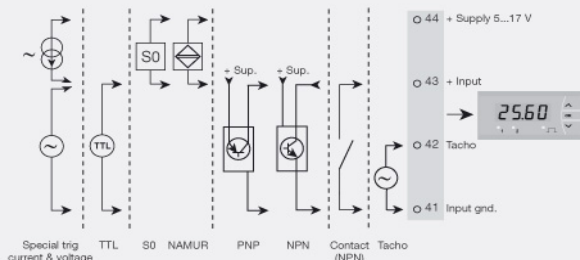 44 + Supply 5...17 V
S0
+ Sup.
+ Sup.
43 + Input
25.60
TTL
42 Tacho
41 Input gnd.
Special trig
current & voltage
TTL
S0
NAMUR
PNP
NPN
Contact
(NPN)
Tacho